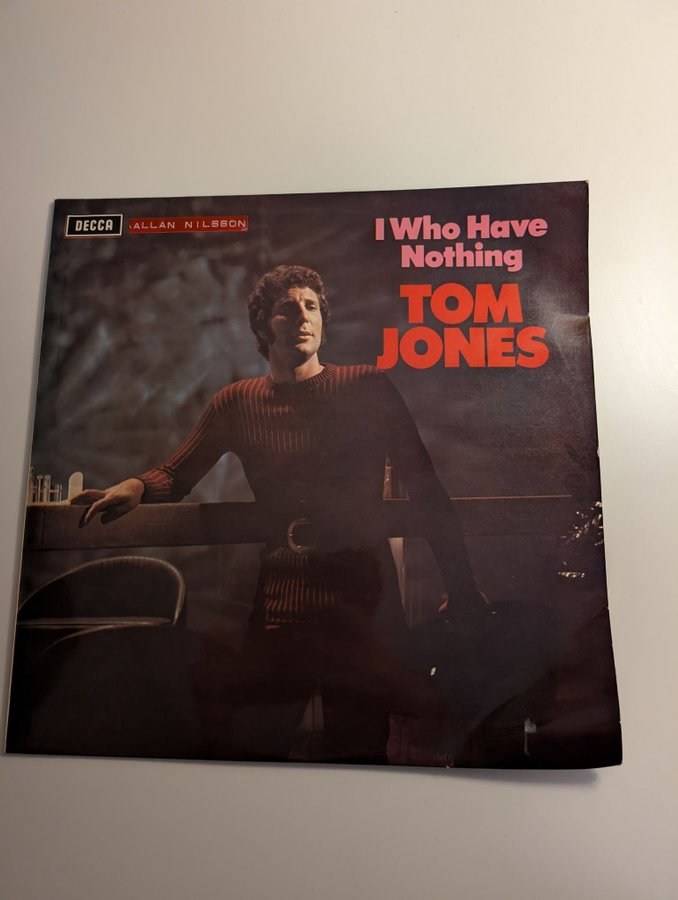 DECCA
ALLAN NILSSON
I Who Have
Nothing
TOM
JONES